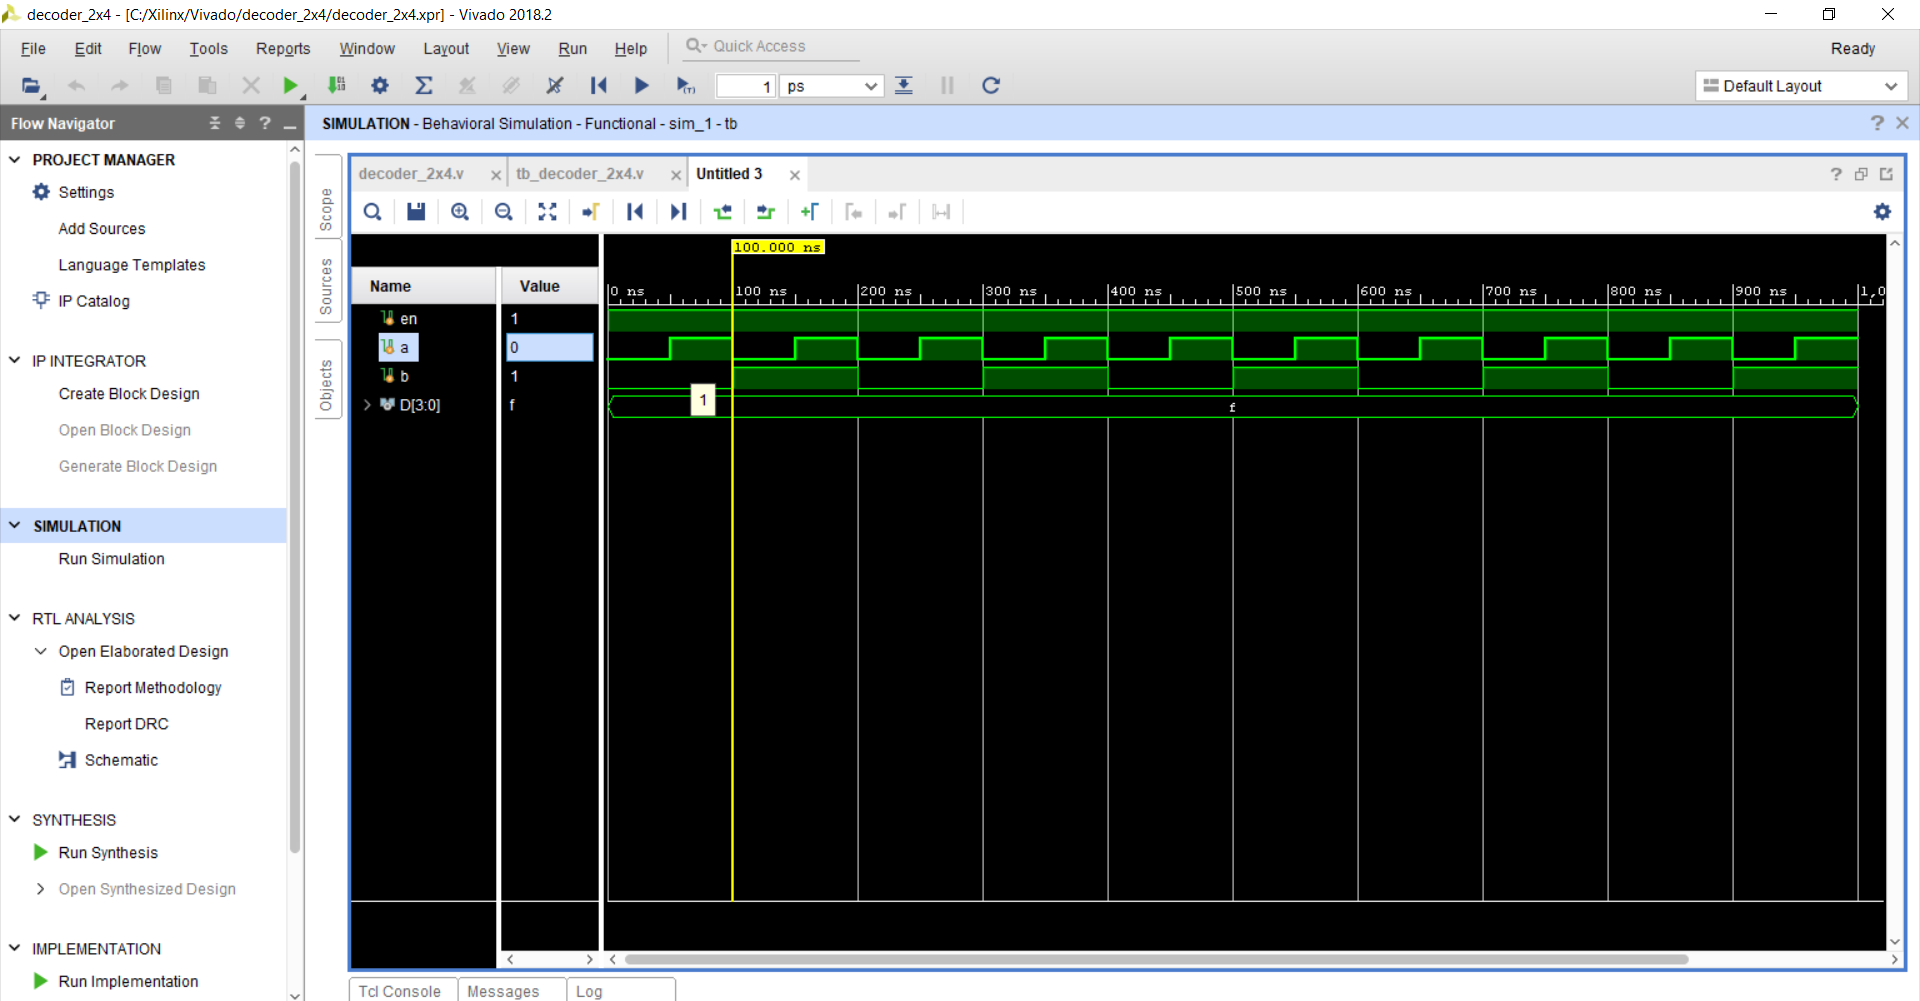 decoder_2x4 - [C:/Xilinx/Vivado/decoder_2x4/decoder_2x4.xpr] - Vivado 2018.2
File Edit Flow Tools Reports Window Layout View Run Help Quick Access Ready
1 ps Default Layout
Flow Navigator
SIMULATION - Behavioral Simulation - Functional - sim_1 - tb
PROJECT MANAGER
Settings
Add Sources
Language Templates
IP Catalog
IP INTEGRATOR
Create Block Design
Open Block Design
Generate Block Design
SIMULATION
Run Simulation
RTL ANALYSIS
Open Elaborated Design
Report Methodology
Report DRC
Schematic
SYNTHESIS
Run Synthesis
Open Synthesized Design
IMPLEMENTATION
Run Implementation
Scope
Sources
Objects
decoder_2x4.v tb_decoder_2x4.v Untitled 3
100.000 ns
Name Value
0 ns 100 ns 200 ns 300 ns 400 ns 500 ns 600 ns 700 ns 800 ns 900 ns 1,0
en 1
a 0
b 1
D[3:0] f
1
f
Tcl Console Messages Log